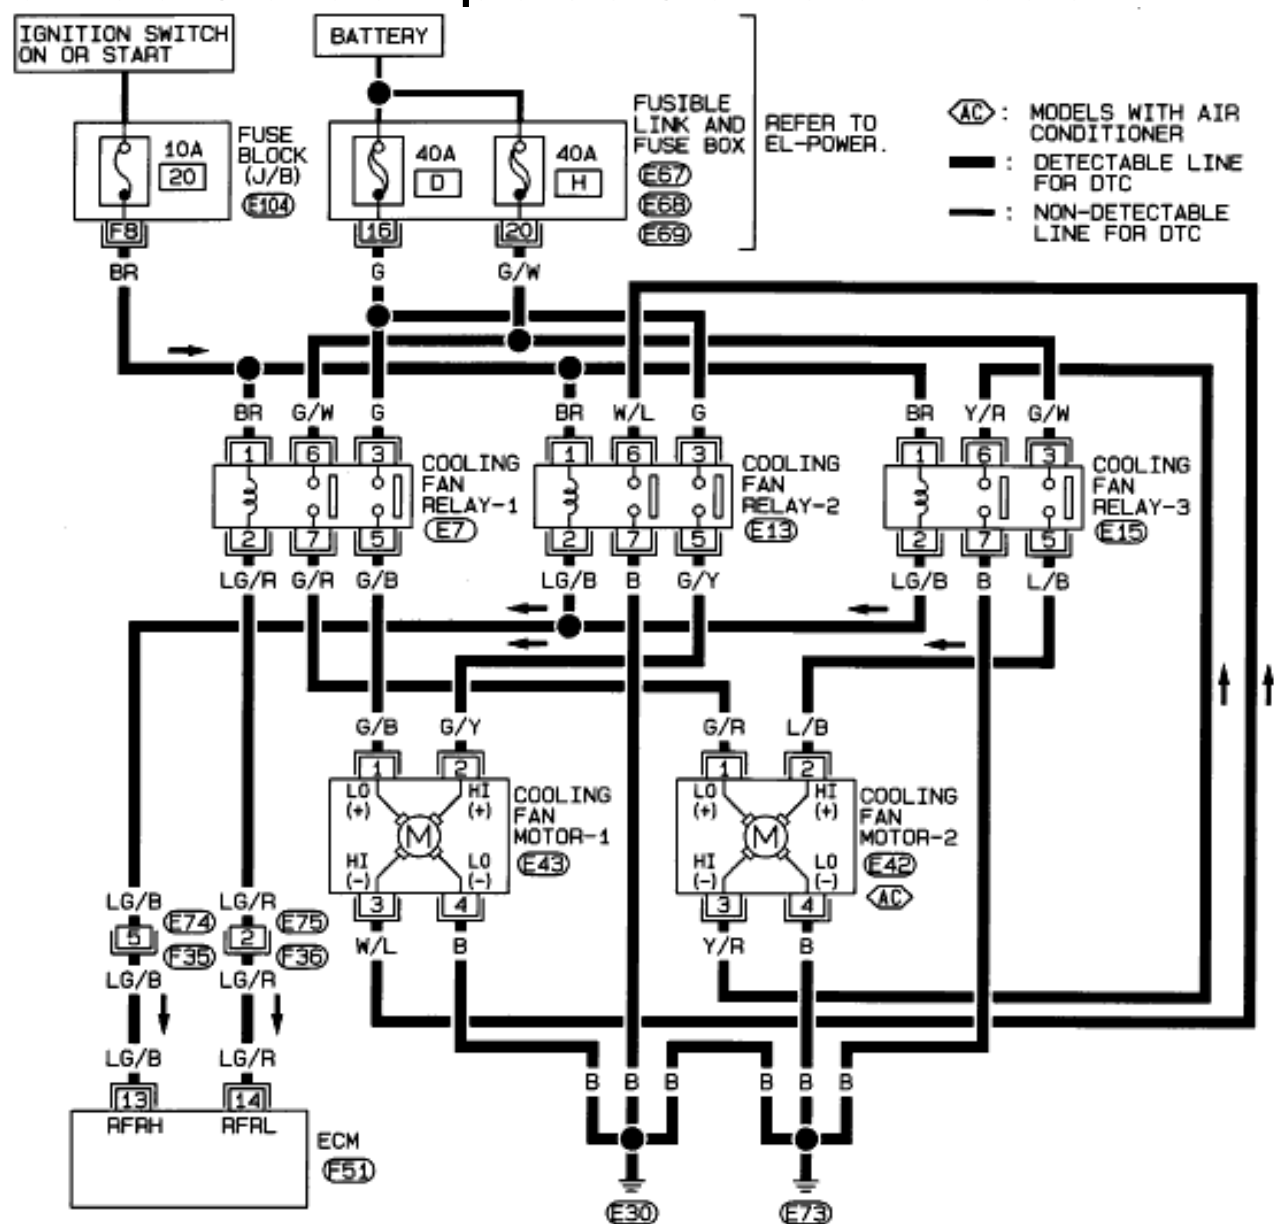 IGNITION SWITCH
ON OR START
BATTERY
10A
20
FUSE
BLOCK
(J/B)
E104
40A
D
40A
H
FUSIBLE
LINK AND
FUSE BOX
E67
E68
E69
REFER TO
EL-POWER.
AC : MODELS WITH AIR
CONDITIONER
: DETECTABLE LINE
FOR DTC
: NON-DETECTABLE
LINE FOR DTC
F8
16
20
BR
G
G/W
BR G/W G
BR W/L G
BR Y/R G/W
1 6 3
1 6 3
1 6 3
COOLING
FAN
RELAY-1
E7
COOLING
FAN
RELAY-2
E13
COOLING
FAN
RELAY-3
E15
2 7 5
2 7 5
2 7 5
LG/R G/R G/B
LG/B B G/Y
LG/B B L/B
G/B G/Y
G/R L/B
1 2
1 2
LO
(+)
HI
(+)
M
HI
(-)
LO
(-)
COOLING
FAN
MOTOR-1
E43
LO
(+)
HI
(+)
M
HI
(-)
LO
(-)
COOLING
FAN
MOTOR-2
E42
AC
3 4
3 4
W/L B
Y/R B
LG/B
LG/R
5
E74
F35
2
E75
F36
LG/B
LG/R
LG/B
LG/R
B B B B B B
13
14
RFRH
RFRL
ECM
F51
E30
E73